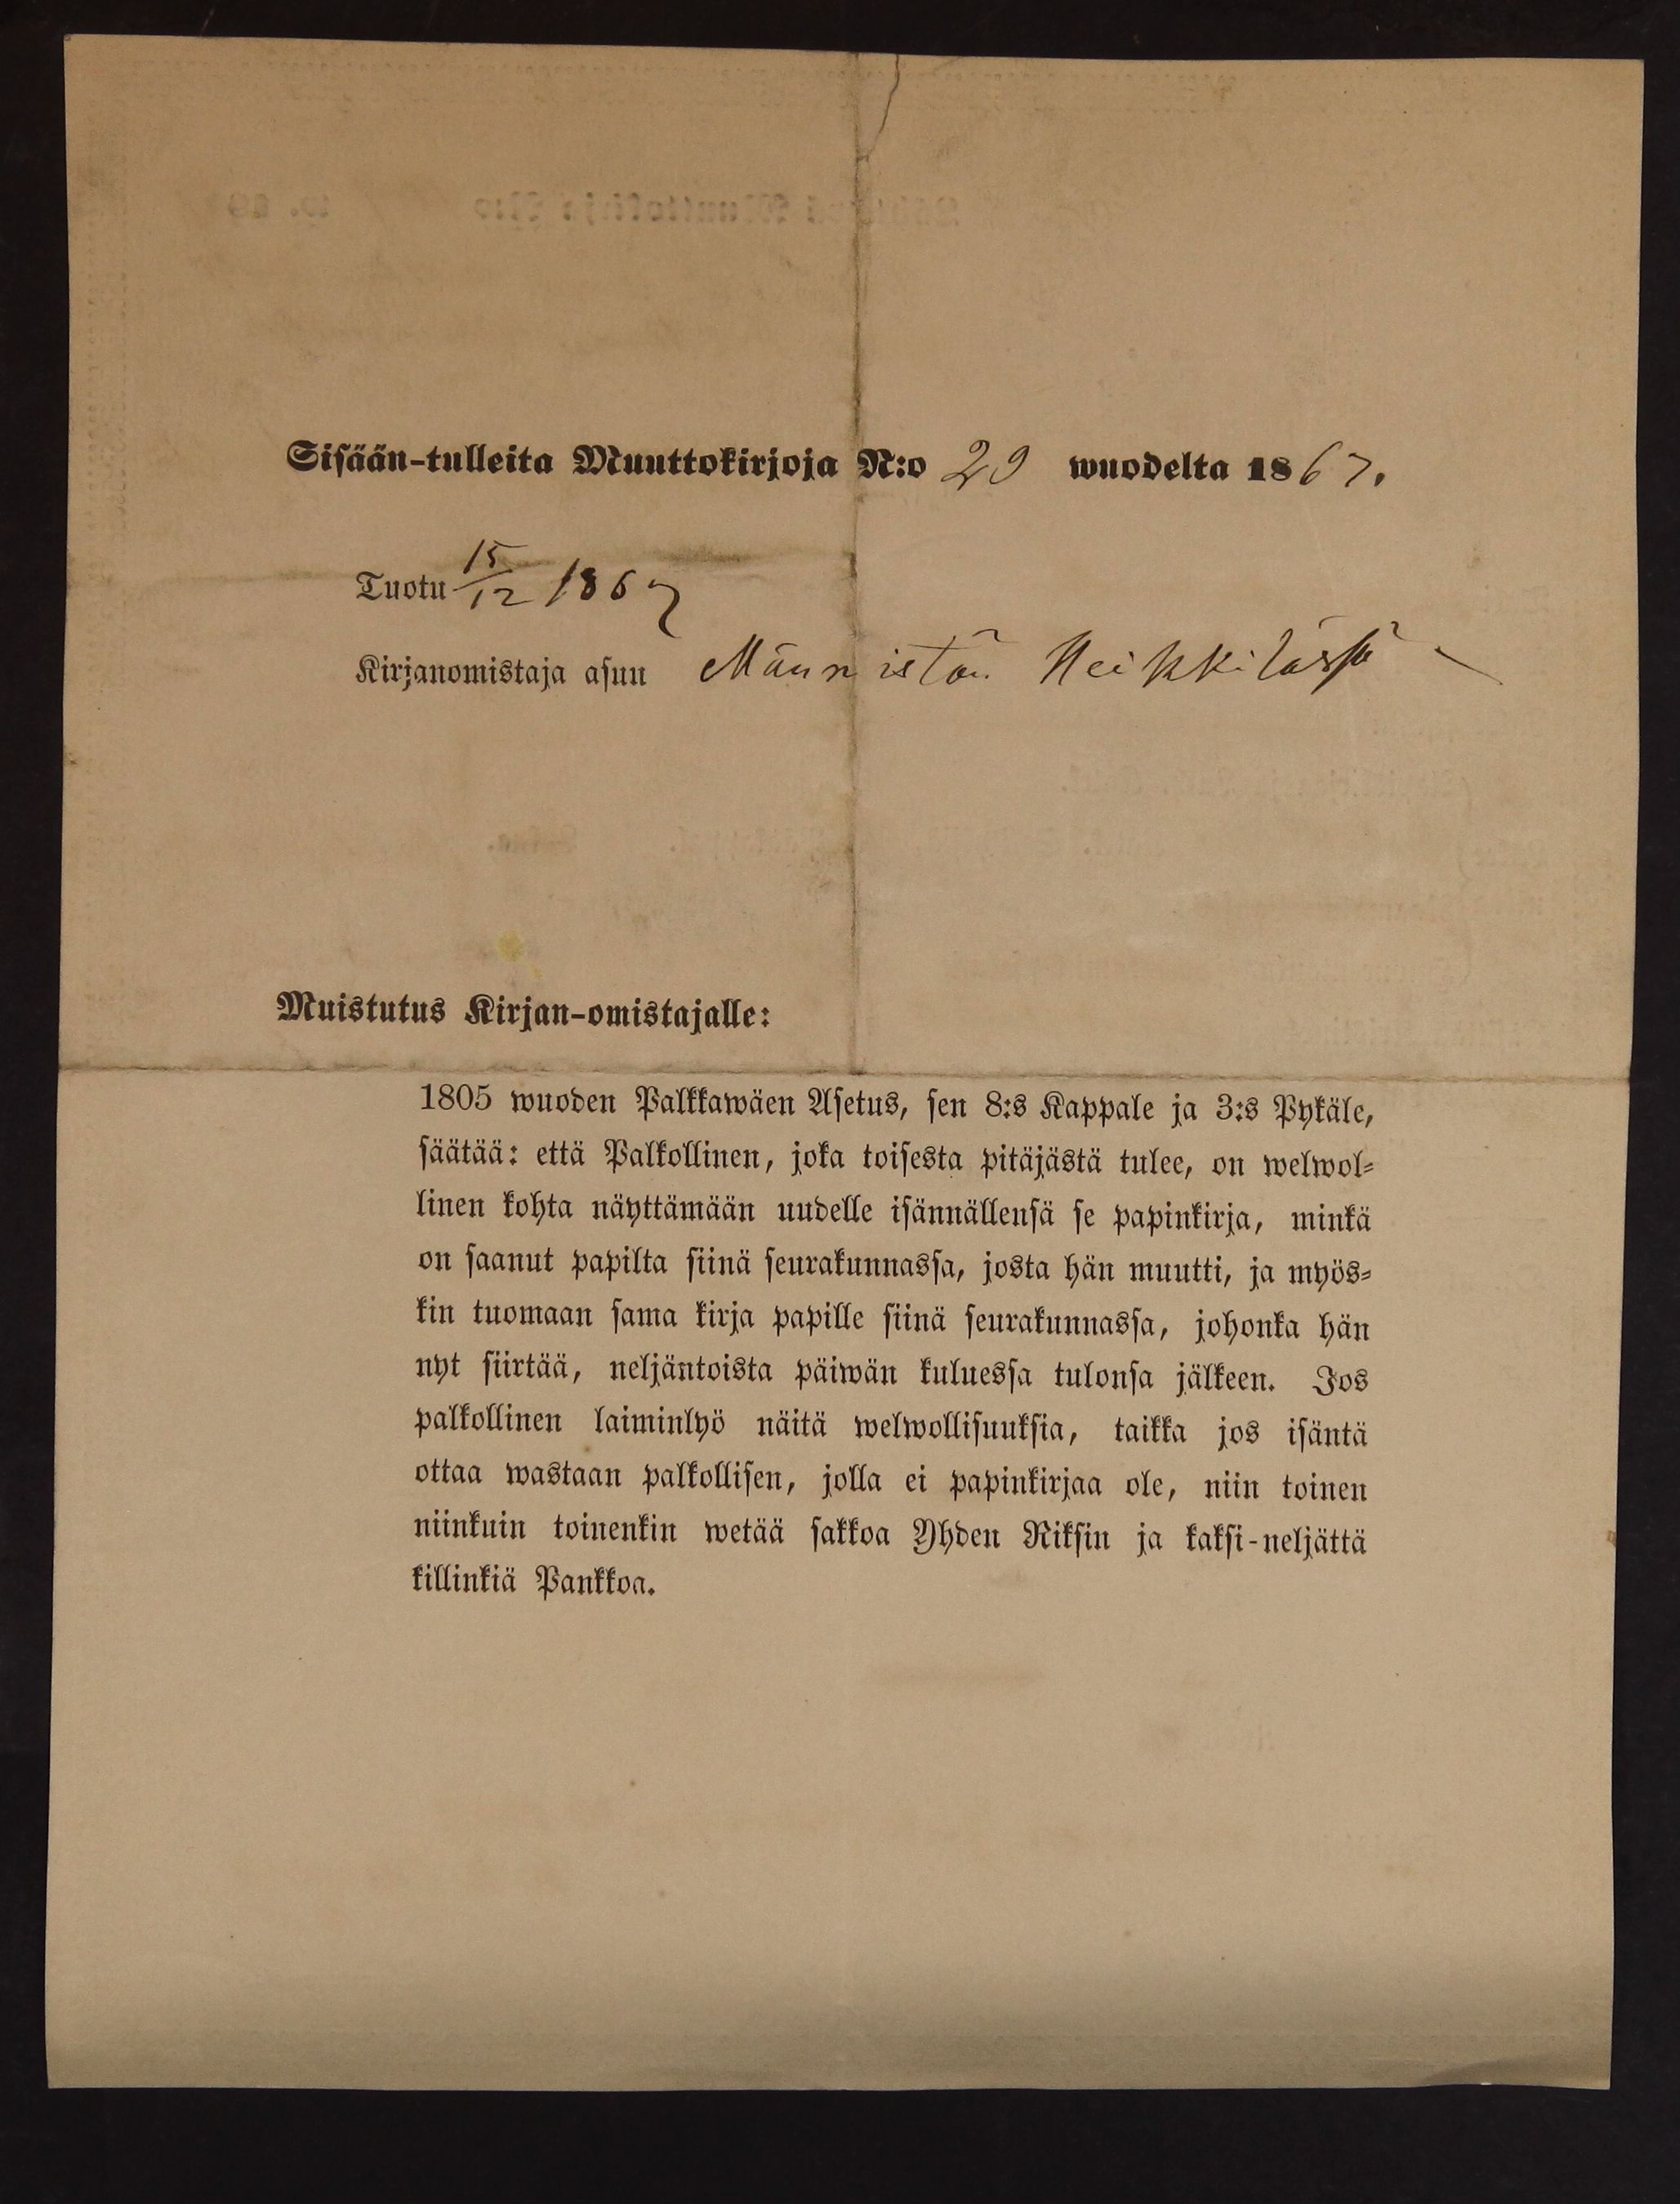 Sisään-tulleita Muuttokirjoja N:o 29 wuodelta 1867.
Tuotu 15/12 1867
Kirjanomistaja asuu Männistön Heikkilässä
Muistutus Kirjan-omistajalle:
1805 wuoden Palkkawäen Asetus, sen 8:s Kappale ja 3:s Pykäle,
säätää: että Palkollinen, joka toisesta pitäjästä tulee, on welwol-
linen kohta näyttämään uudelle isännällensä se papinkirja, minkä
on saanut papilta siinä seurakunnassa, josta hän muutti, ja myös-
kin tuomaan sama kirja papille siinä seurakunnassa, johonka hän
nyt siirtää, neljäntoista päiwän kuluessa tulonsa jälkeen. Jos
palkollinen laiminlyö näitä welwollisuuksia, taikka jos isäntä
ottaa wastaan palkollisen, jolla ei papinkirjaa ole, niin toinen
niinkuin toinenkin wetää sakkoa Yhden Riksin ja kaksi-neljättä
killinkiä Pankkoa.